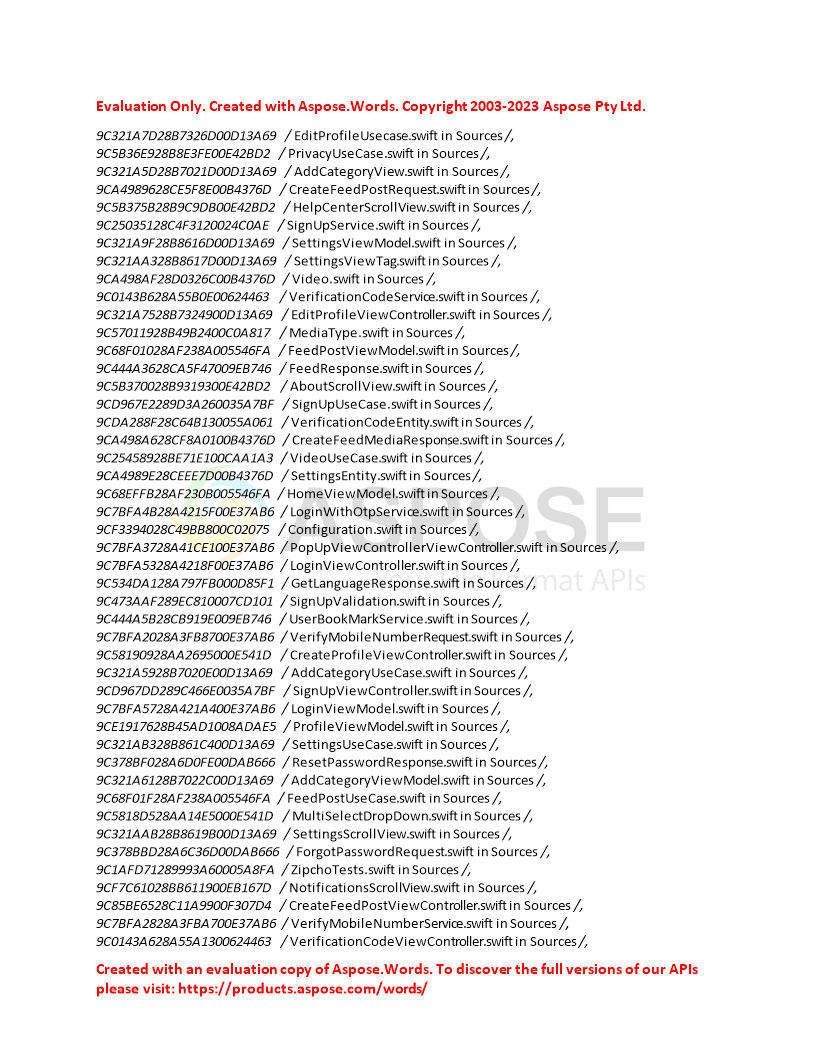 Evaluation Only. Created with Aspose.Words. Copyright 2003-2023 Aspose Pty Ltd.
9C321A7D28B7326D00D13A69 / EditProfileUsecase.swift in Sources /,
9C5B36E928B8E3FE00E42BD2 / PrivacyUseCase.swift in Sources /,
9C321A5D28B7021D00D13A69 / AddCategoryView.swift in Sources /,
9CA4989628CE5F8E00B4376D / CreateFeedPostRequest.swift in Sources /,
9C5B375B28B9C9DB00E42BD2 / HelpCenterScrollView.swift in Sources /,
9C25035128C4F3120024C0AE / SignUpService.swift in Sources /,
9C321A9F28B8616D00D13A69 / SettingsViewModel.swift in Sources /,
9C321AA328B8617D00D13A69 / SettingsViewTag.swift in Sources /,
9CA498AF28D0326C00B4376D / Video.swift in Sources /,
9C0143B628A55B0E00624463 / VerificationCodeService.swift in Sources /,
9C321A7528B7324900D13A69 / EditProfileViewController.swift in Sources /,
9C57011928B49B2400C0A817 / MediaType.swift in Sources /,
9C68F01028AF238A005546FA / FeedPostViewModel.swift in Sources /,
9C444A3628CA5F47009EB746 / FeedResponse.swift in Sources /,
9C5B370028B9319300E42BD2 / AboutScrollView.swift in Sources /,
9CD967E2289D3A260035A7BF / SignUpUseCase.swift in Sources /,
9CDA288F28C64B130055A061 / VerificationCodeEntity.swift in Sources /,
9CA498A628CF8A0100B4376D / CreateFeedMediaResponse.swift in Sources /,
9C25458928BE71E100CAA1A3 / VideoUseCase.swift in Sources /,
9CA4989E28CEEE7D00B4376D / SettingsEntity.swift in Sources /,
9C68EFFB28AF230B005546FA / HomeViewModel.swift in Sources /,
9C7BFA4B28A4215F00E37AB6 / LoginWithOtpService.swift in Sources /,
9CF3394028C49BB800C02075 / Configuration.swift in Sources /,
9C7BFA3728A41CE100E37AB6 / PopUpViewControllerViewController.swift in Sources /,
9C7BFA5328A4218F00E37AB6 / LoginViewController.swift in Sources /,
9C534DA128A797FB000D85F1 / GetLanguageResponse.swift in Sources /,
9C473AAF289EC810007CD101 / SignUpValidation.swift in Sources /,
9C444A5B28CB919E009EB746 / UserBookMarkService.swift in Sources /,
9C7BFA2028A3FB8700E37AB6 / VerifyMobileNumberRequest.swift in Sources /,
9C58190928AA2695000E541D / CreateProfileViewController.swift in Sources /,
9C321A5928B7020E00D13A69 / AddCategoryUseCase.swift in Sources /,
9CD967DD289C466E0035A7BF / SignUpViewController.swift in Sources /,
9C7BFA5728A421A400E37AB6 / LoginViewModel.swift in Sources /,
9CE1917628B45AD1008ADAE5 / ProfileViewModel.swift in Sources /,
9C321AB328B861C400D13A69 / SettingsUseCase.swift in Sources /,
9C378BF028A6D0FE00DAB666 / ResetPasswordResponse.swift in Sources /,
9C321A6128B7022C00D13A69 / AddCategoryViewModel.swift in Sources /,
9C68F01F28AF238A005546FA / FeedPostUseCase.swift in Sources /,
9C5818D528AA14E5000E541D / MultiSelectDropDown.swift in Sources /,
9C321AAB28B8619B00D13A69 / SettingsScrollView.swift in Sources /,
9C378BBD28A6C36D00DAB666 / ForgotPasswordRequest.swift in Sources /,
9C1AFD71289993A60005A8FA / ZipchoTests.swift in Sources /,
9CF7C61028BB611900EB167D / NotificationsScrollView.swift in Sources /,
9C85BE6528C11A9900F307D4 / CreateFeedPostViewController.swift in Sources /,
9C7BFA2828A3FBA700E37AB6 / VerifyMobileNumberService.swift in Sources /,
9C0143A628A55A1300624463 / VerificationCodeViewController.swift in Sources /,
Created with an evaluation copy of Aspose.Words. To discover the full versions of our APIs
please visit: https://products.aspose.com/words/
ASPOSE
Your File Format APIs